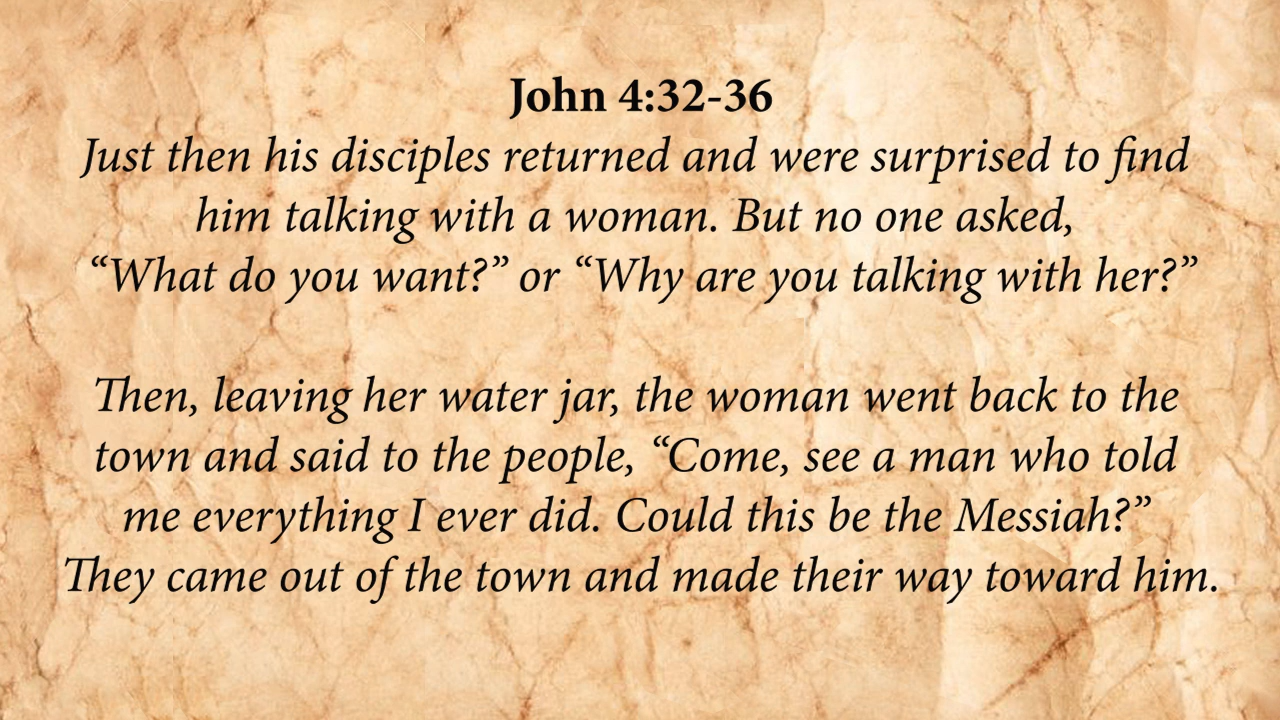 John 4:32-36
Just then his disciples returned and were surprised to find
him talking with a woman. But no one asked,
“What do you want?” or “Why are you talking with her?”
Then, leaving her water jar, the woman went back to the
town and said to the people, “Come, see a man who told
me everything I ever did. Could this be the Messiah?”
They came out of the town and made their way toward him.